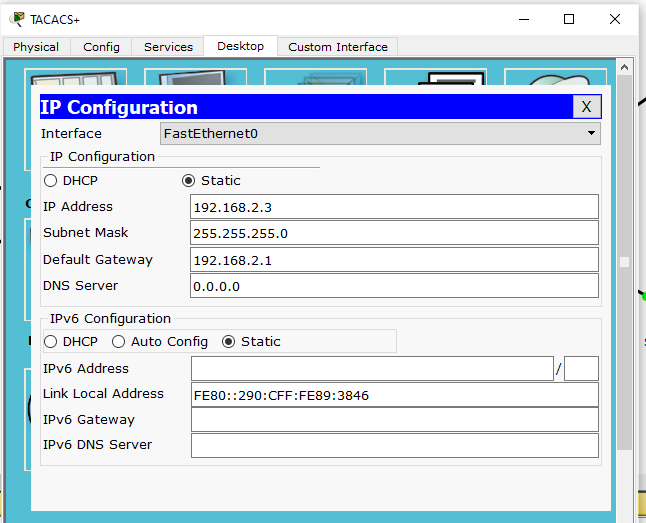 TACACS+
Physical Config Services Desktop Custom Interface
IP Configuration X
Interface FastEthernet0
IP Configuration
DHCP Static
IP Address 192.168.2.3
Subnet Mask 255.255.255.0
Default Gateway 192.168.2.1
DNS Server 0.0.0.0
IPv6 Configuration
DHCP Auto Config Static
IPv6 Address /
Link Local Address FE80::290:CFF:FE89:3846
IPv6 Gateway
IPv6 DNS Server